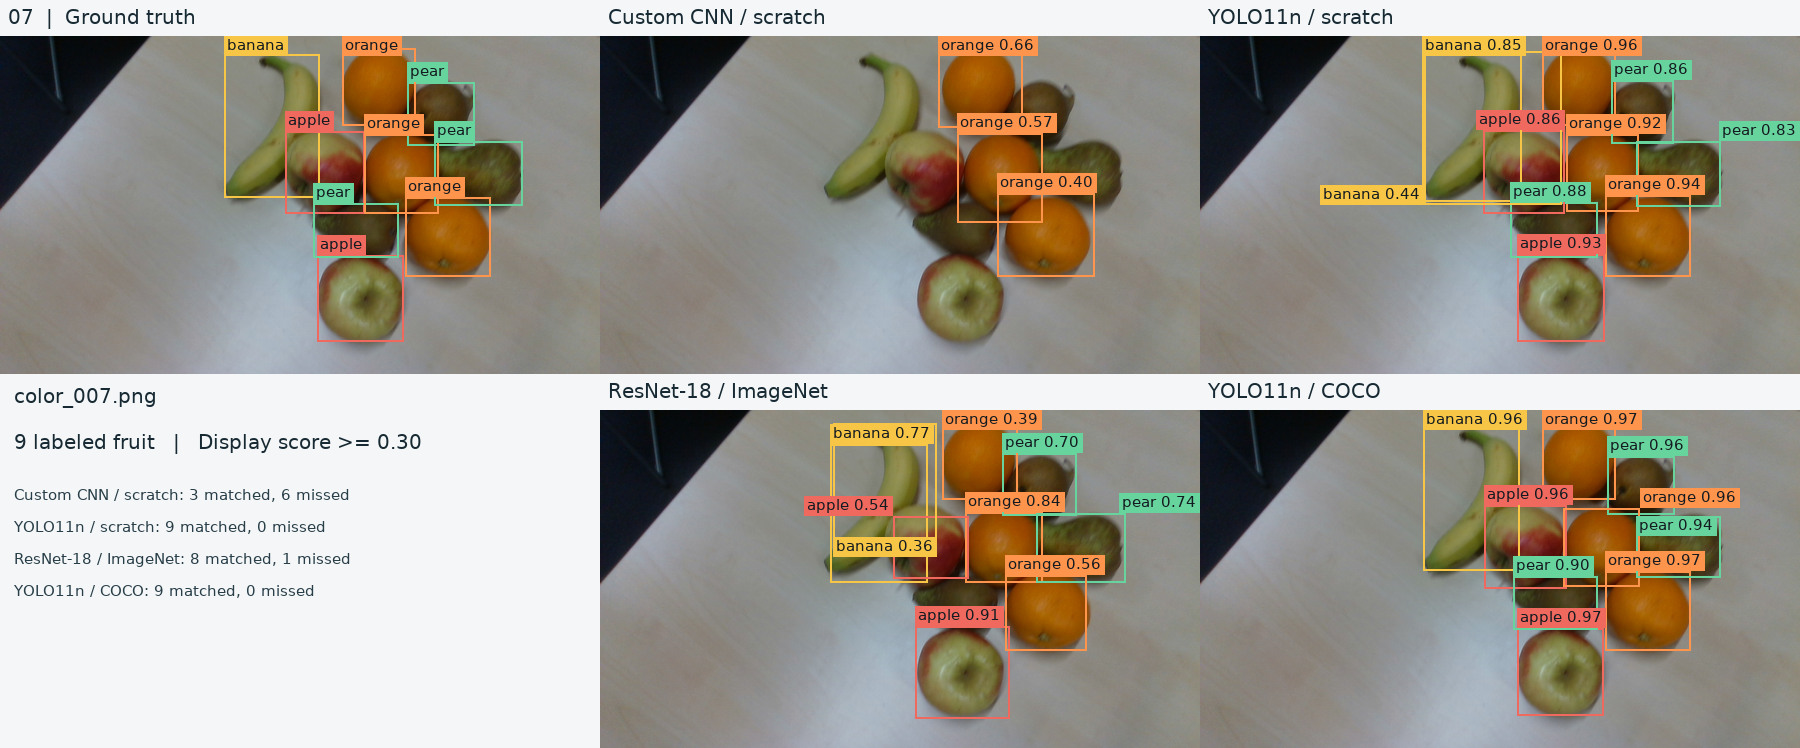 07 | Ground truth
banana
orange
pear
apple
orange
pear
orange
pear
apple
Custom CNN / scratch
orange 0.66
orange 0.57
orange 0.40
YOLO11n / scratch
banana 0.85
orange 0.96
pear 0.86
apple 0.86
orange 0.92
pear 0.83
banana 0.44
pear 0.88
orange 0.94
apple 0.93
color_007.png
9 labeled fruit | Display score >= 0.30
Custom CNN / scratch: 3 matched, 6 missed
YOLO11n / scratch: 9 matched, 0 missed
ResNet-18 / ImageNet: 8 matched, 1 missed
YOLO11n / COCO: 9 matched, 0 missed
ResNet-18 / ImageNet
orange 0.39
banana 0.77
pear 0.70
apple 0.54
orange 0.84
pear 0.74
banana 0.36
orange 0.56
apple 0.91
YOLO11n / COCO
banana 0.96
orange 0.97
pear 0.96
apple 0.96
orange 0.96
pear 0.94
pear 0.90
orange 0.97
apple 0.97